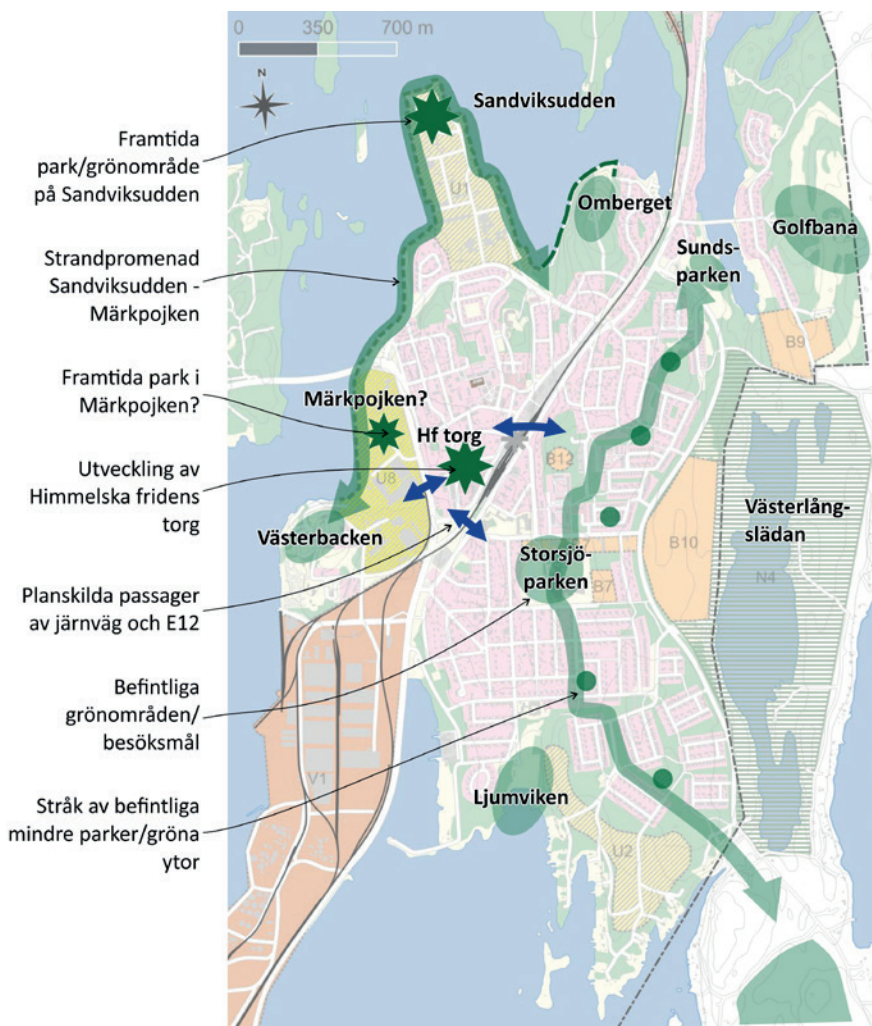 0 350 700 m
N
Sandviksudden
Framtida
park/grönområde
på Sandviksudden
U1
Omberget
Golfbana
Sunds-
parken
Strandpromenad
Sandviksudden -
Märkpojken
B9
Framtida park i
Märkpojken?
Märkpojken?
Hf torg
B12
U8
Utveckling av
Himmelska fridens
torg
Västerbacken
Västerlång-
slädan
B10
N4
Storsjö-
parken
B7
Planskilda passager
av järnväg och E12
Befintliga
grönområden/
besöksmål
V1
Ljumviken
Stråk av befintliga
mindre parker/gröna
ytor
U2